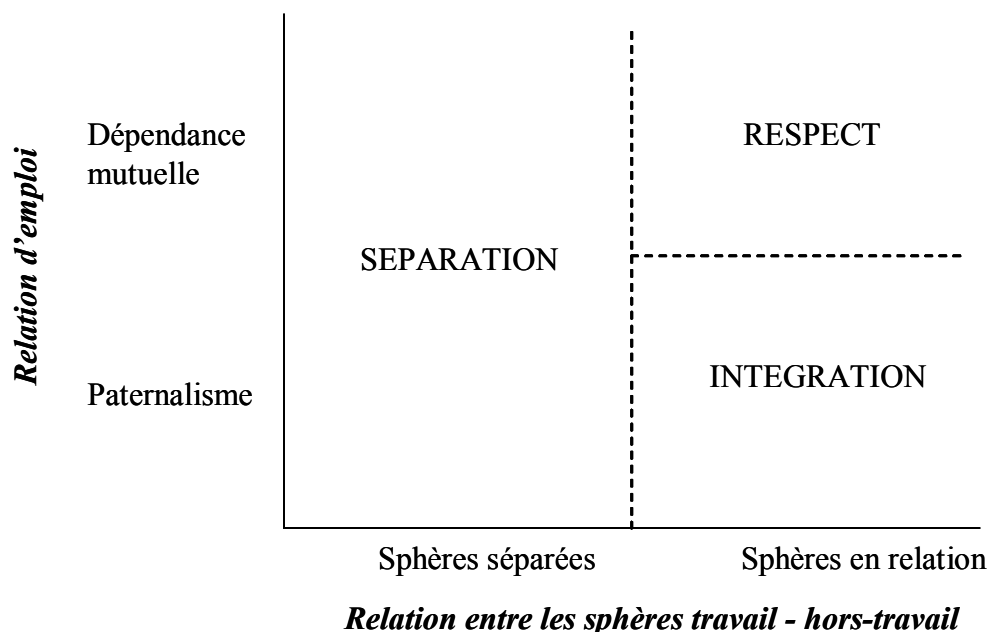 Relation d'emploi
Dépendance
mutuelle
RESPECT
SEPARATION
Paternalisme
INTEGRATION
Sphères séparées
Sphères en relation
Relation entre les sphères travail - hors-travail